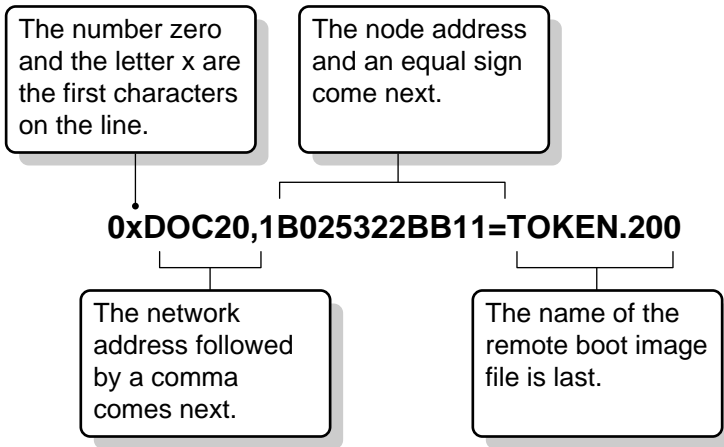 The number zero
and the letter x are
the first characters
on the line.
The node address
and an equal sign
come next.
0xDOC20,1B025322BB11=TOKEN.200
The network
address followed
by a comma
comes next.
The name of the
remote boot image
file is last.